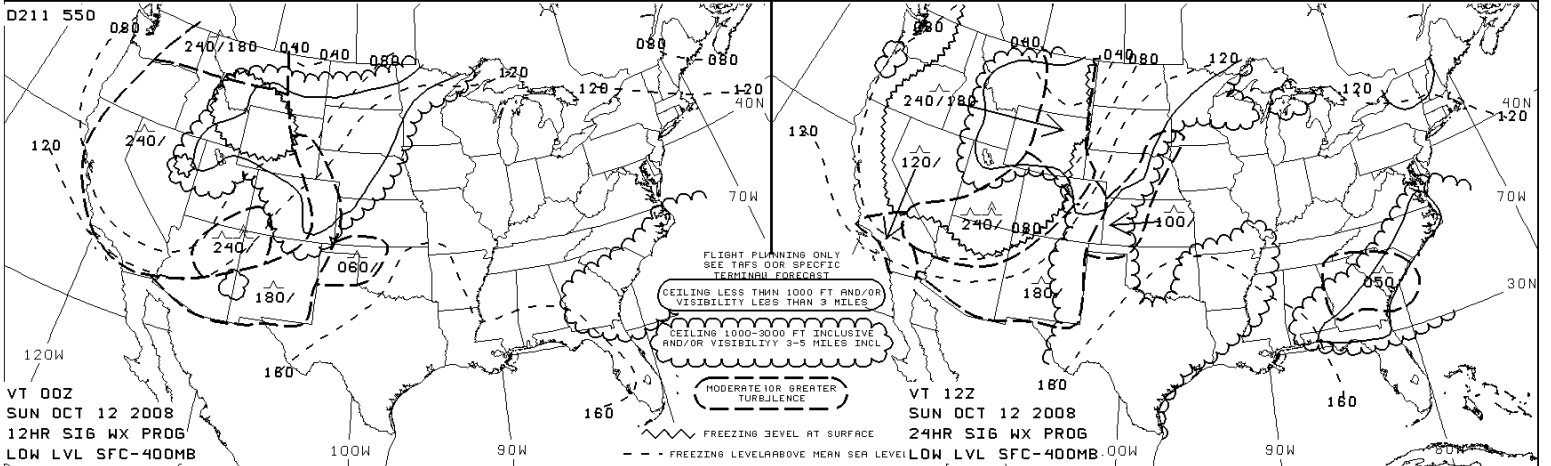 D211 550
080
240/180
040
040
080
120
080
080
120
120
40N
240/
120
70W
240/
060/
180/
120W
160
160
100W
90W
VT 00Z
SUN OCT 12 2008
12HR SIG WX PROG
LOW LVL SFC-400MB
FLIGHT PLANNING ONLY
SEE TAFS OOR SPECFIC
TERMINAU FORECAST
CEILING LESS THAN 1000 FT AND/OR
VISIBILITY LESS THAN 3 MILES
CEILING 1000-3000 FT INCLUSIVE
AND/OR VISIBILITYY 3-5 MILES INCL
MODERATE IOR GREATER
TURBJLENCE
FREEZING 3EVEL AT SURFACE
FREEZING LEVELAABOVE MEAN SEA LEVEL
080
040
040
080
120
120
240/180
40N
120
120
120/
70W
240/
080
100/
180/
050/
30N
160
160
90W
80W
VT 12Z
SUN OCT 12 2008
24HR SIG WX PROG
LOW LVL SFC-400MB